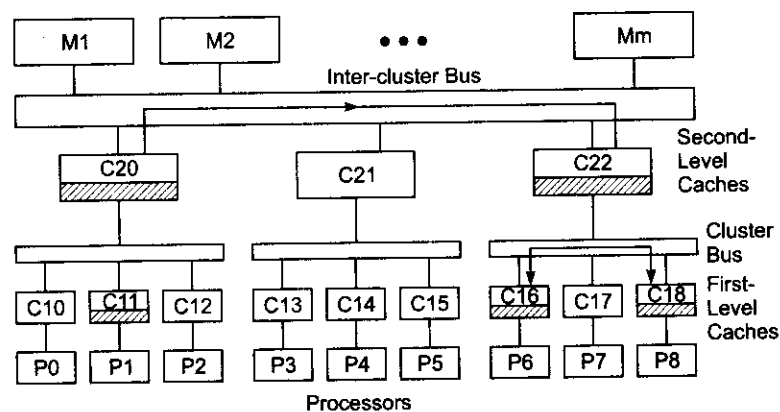 M1 M2 Mm
Inter-cluster Bus
Second-
Level
Caches
C20 C21 C22
Cluster
Bus
C10 C11 C12 C13 C14 C15 C16 C17 C18
First-
Level
Caches
P0 P1 P2 P3 P4 P5 P6 P7 P8
Processors